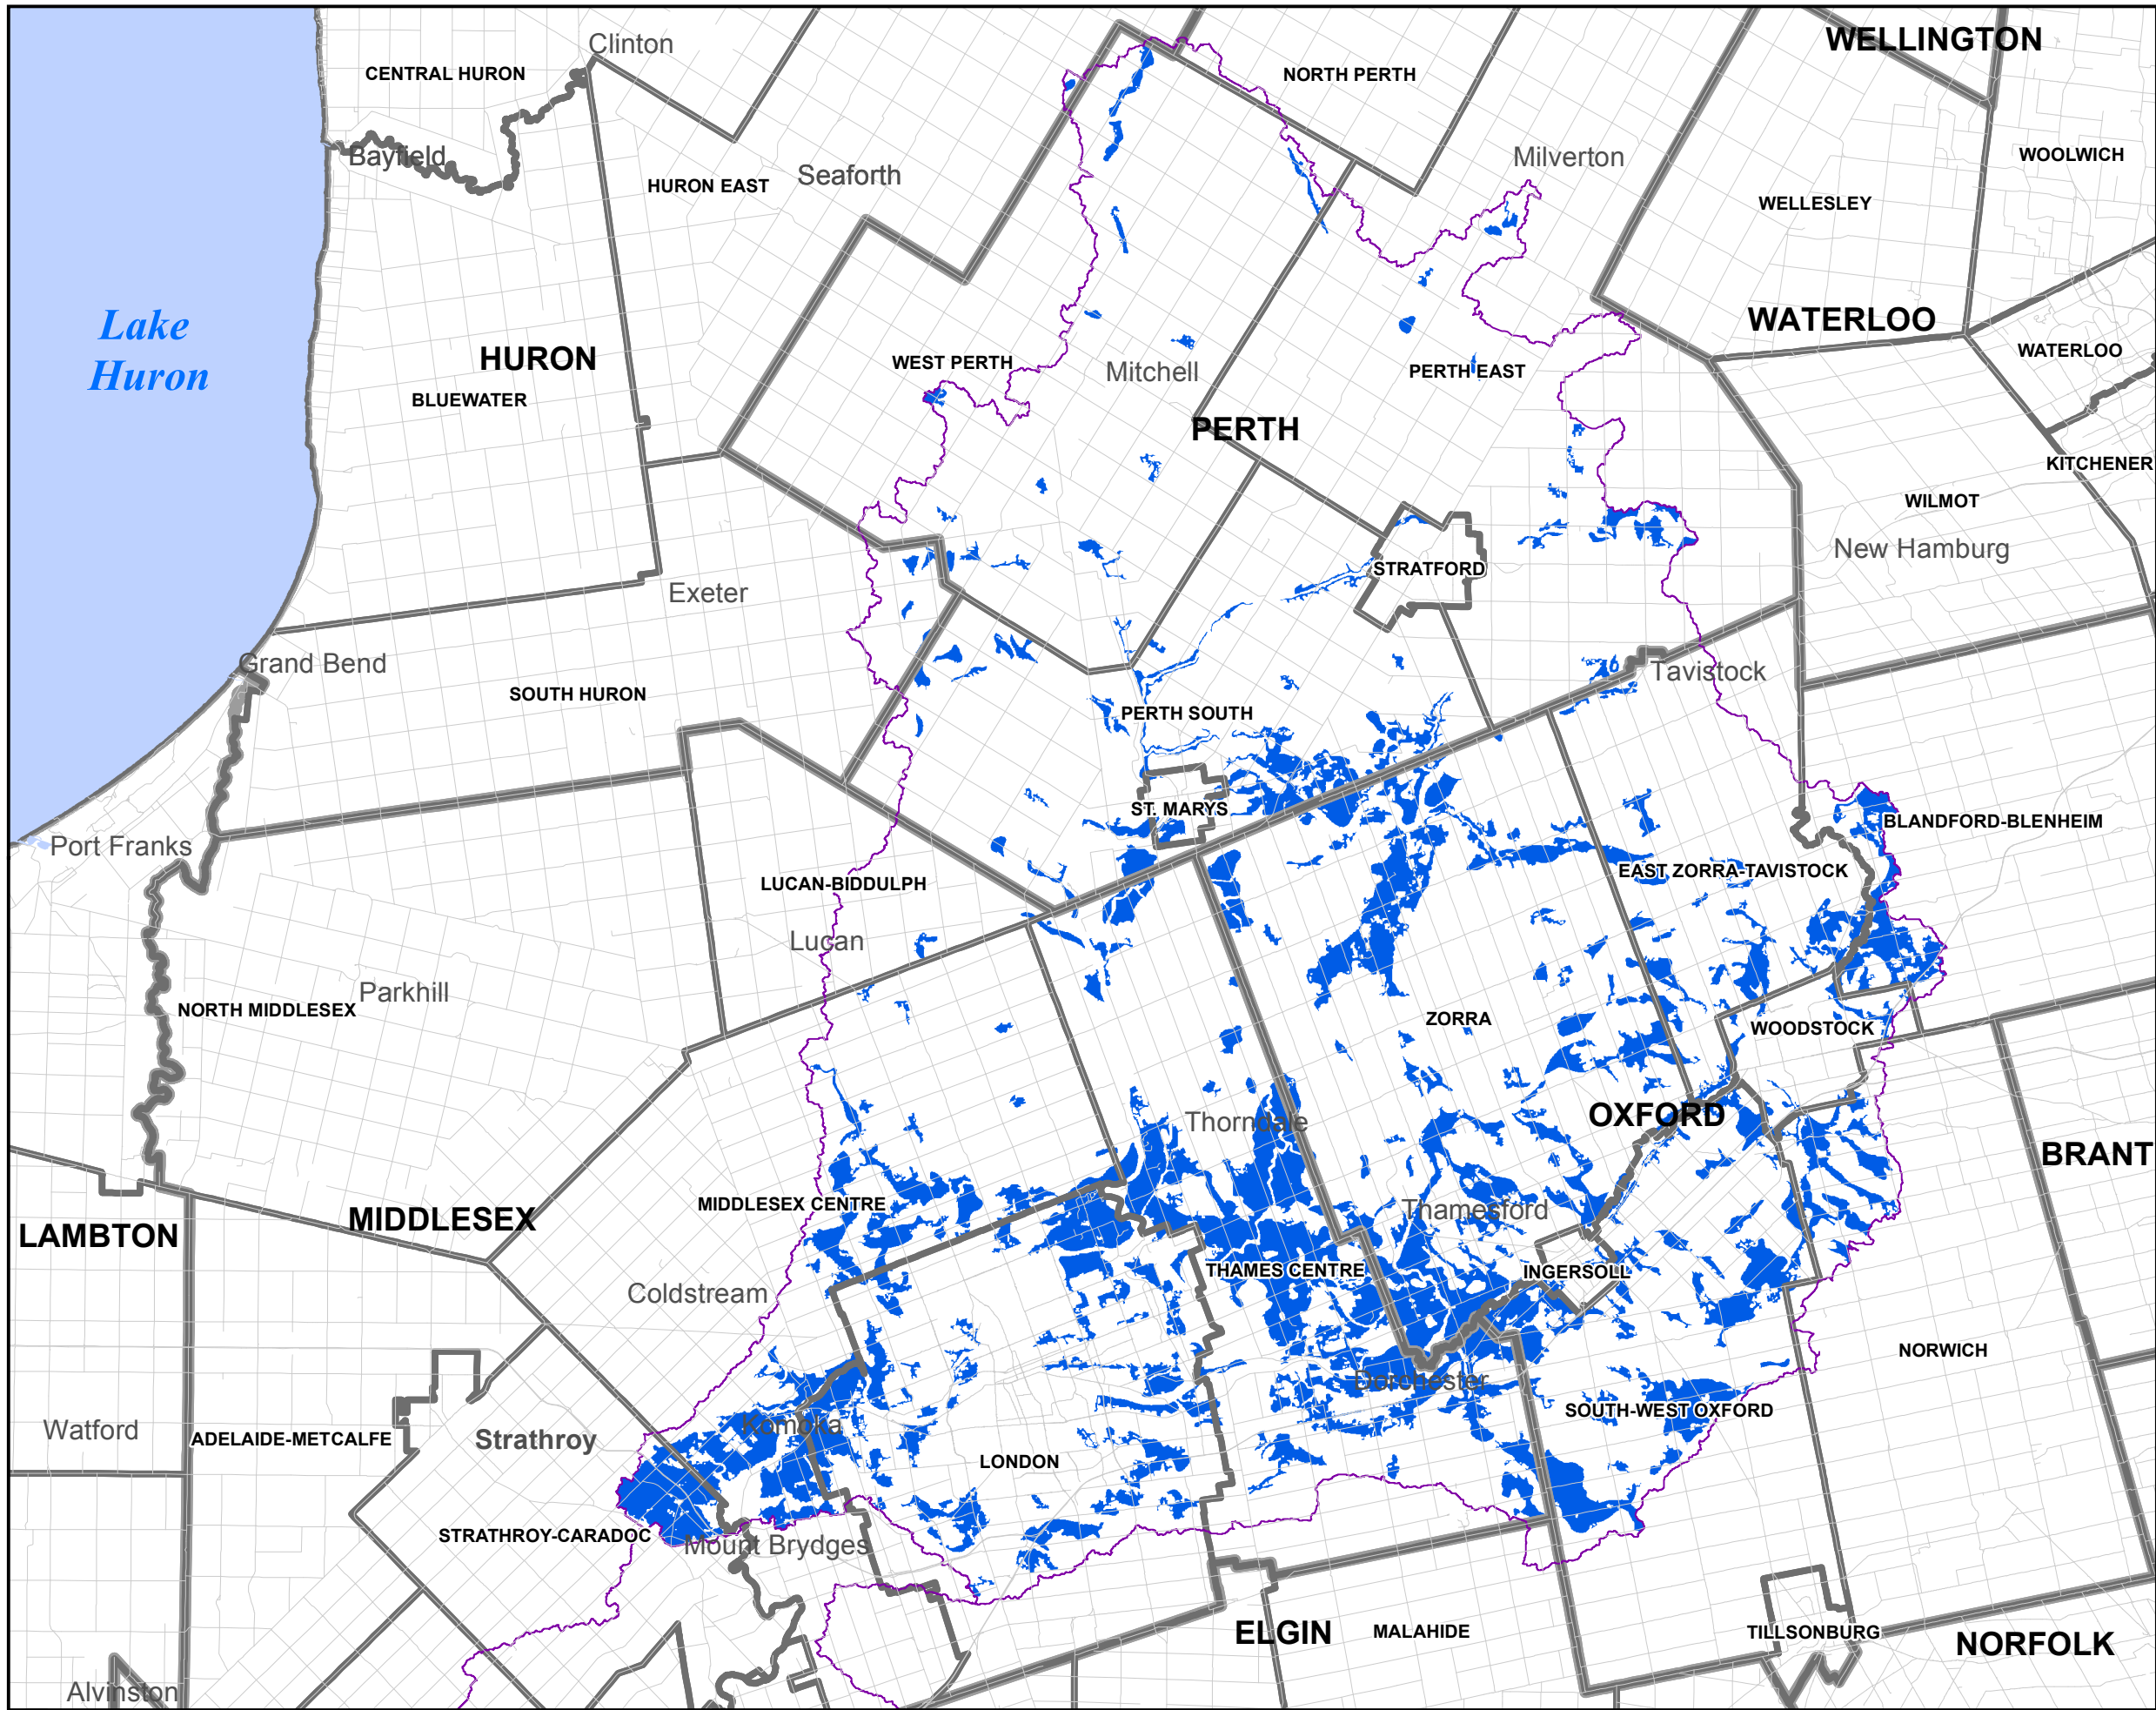 WELLINGTON
Clinton
CENTRAL HURON
NORTH PERTH
Bayfield
Milverton
WOOLWICH
HURON EAST
Seaforth
WELLESLEY
Lake
Huron
WATERLOO
HURON
WEST PERTH
Mitchell
PERTH EAST
WATERLOO
BLUEWATER
PERTH
KITCHENER
WILMOT
New Hamburg
STRATFORD
Exeter
Grand Bend
Tavistock
SOUTH HURON
PERTH SOUTH
ST. MARYS
BLANDFORD-BLENHEIM
Port Franks
EAST ZORRA-TAVISTOCK
LUCAN-BIDDULPH
Lucan
Parkhill
NORTH MIDDLESEX
ZORRA
WOODSTOCK
Thorndale
OXFORD
BRANT
MIDDLESEX CENTRE
Thamesford
MIDDLESEX
LAMBTON
THAMES CENTRE
INGERSOLL
Coldstream
NORWICH
Dorchester
SOUTH-WEST OXFORD
Komoka
Watford
ADELAIDE-METCALFE
Strathroy
LONDON
STRATHROY-CARADOC
Mount Brydges
ELGIN
MALAHIDE
TILLSONBURG
NORFOLK
Alvinston